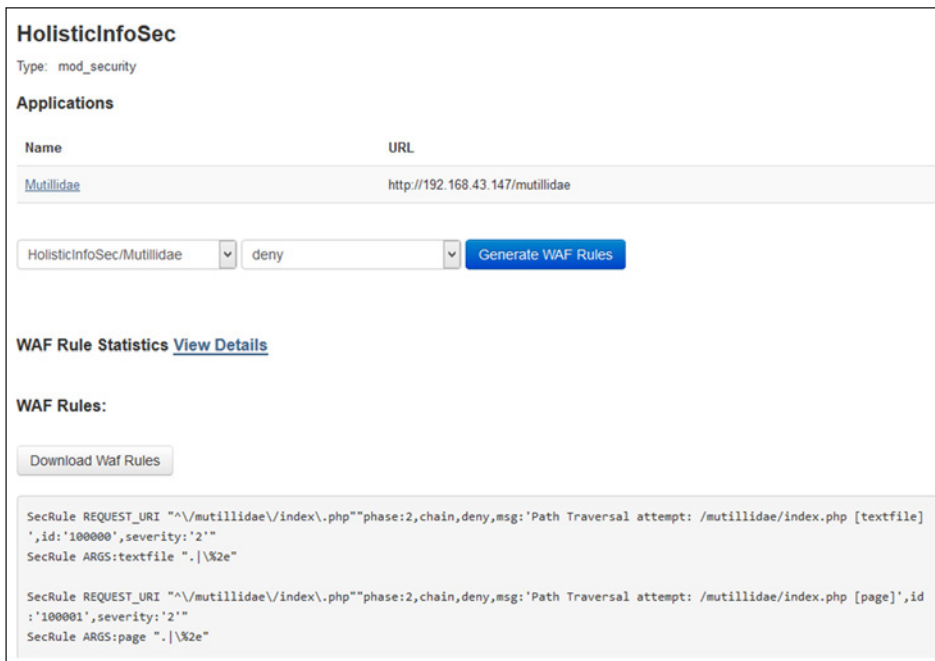 HolisticInfoSec
Type: mod_security
Applications
Name URL
Mutillidae http://192.168.43.147/mutillidae
HolisticInfoSec/Mutillidae deny Generate WAF Rules
WAF Rule Statistics View Details
WAF Rules:
Download Waf Rules
SecRule REQUEST_URI "^\/mutillidae\/index\.php""phase:2,chain,deny,msg:'Path Traversal attempt: /mutillidae/index.php [textfile]
',id:'100000',severity:'2'"
SecRule ARGS:textfile ".|\%2e"
SecRule REQUEST_URI "^\/mutillidae\/index\.php""phase:2,chain,deny,msg:'Path Traversal attempt: /mutillidae/index.php [page]',id
:'100001',severity:'2'"
SecRule ARGS:page ".|\%2e"